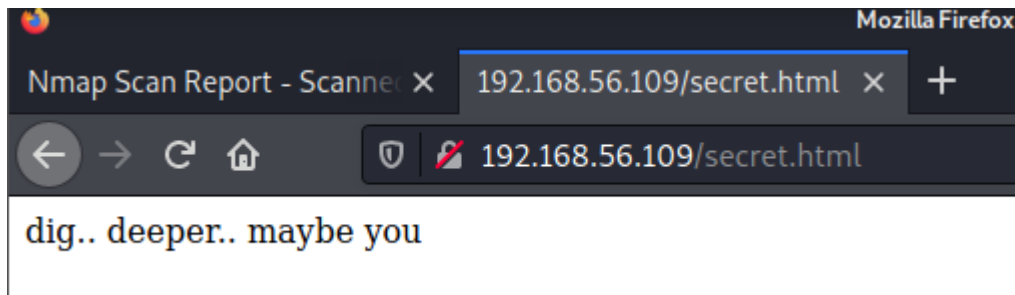 Mozilla Firefox
Nmap Scan Report - Scanne
192.168.56.109/secret.html
192.168.56.109/secret.html
dig.. deeper.. maybe you